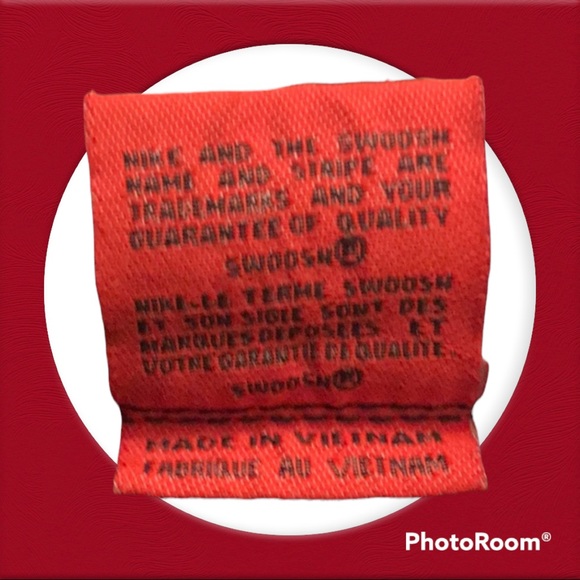 NIKE AND THE SWOOSH
NAME AND STRIPE ARE
TRADEMARKS AND YOUR
GUARANTEE OF QUALITY
SWOOSH Ⓜ
NIKE-LE TERME SWOOSH
ET SON SIGLE SONT DES
MARQUES DEPOSEES ET
VOTRE GARANTIE DE QUALITE
SWOOSH Ⓜ
MADE IN VIETNAM
FABRIQUE AU VIETNAM
PhotoRoom®